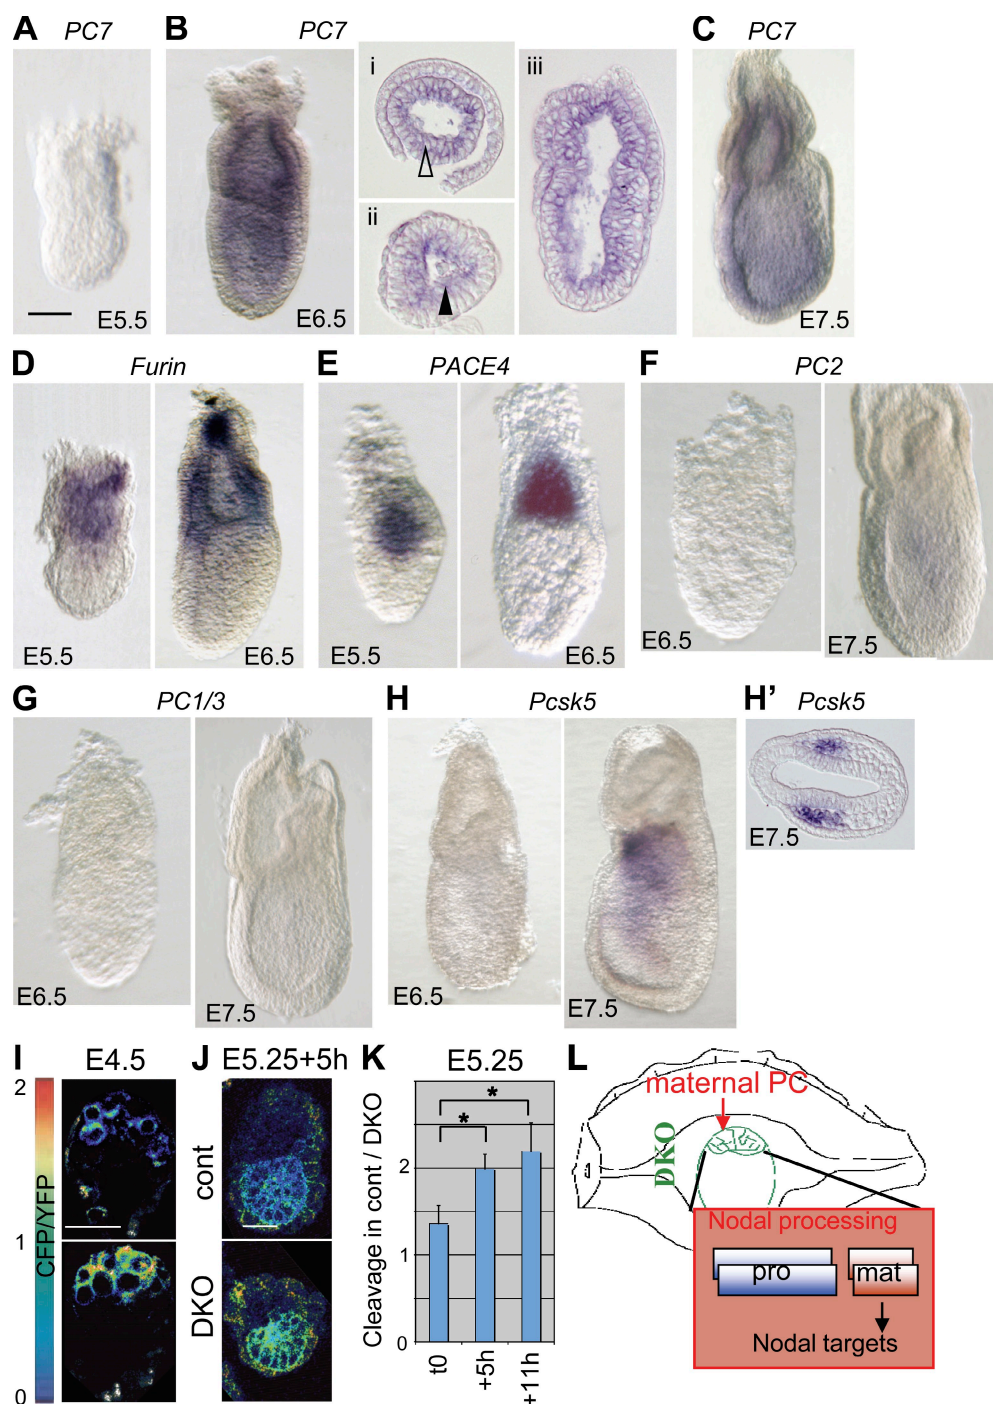 A PC7
E5.5
B PC7
E6.5
i
ii
iii
C PC7
E7.5
D Furin
E5.5
E6.5
E PACE4
E5.5
E6.5
F PC2
E6.5
E7.5
G PC1/3
E6.5
E7.5
H Pcsk5
E6.5
E7.5
H’ Pcsk5
E7.5
I E4.5
2
1
0
CFP/YFP
J E5.25+5h
cont
DKO
K E5.25
Cleavage in cont / DKO
2
1
0
*
*
t0
+5h
+11h
L
maternal PC
DKO
Nodal processing
pro
mat
Nodal targets